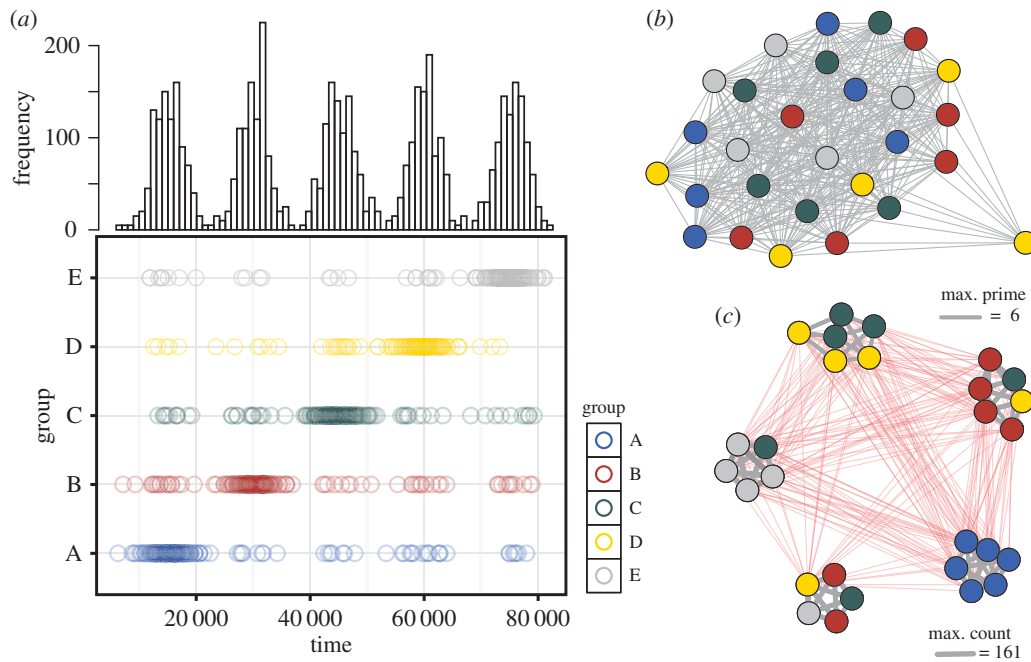 (a)
200
100
0
frequency
E
D
C
B
A
group
20 000
40 000
60 000
80 000
time
group
A
B
C
D
E
(b)
max. prime
= 6
(c)
max. count
= 161